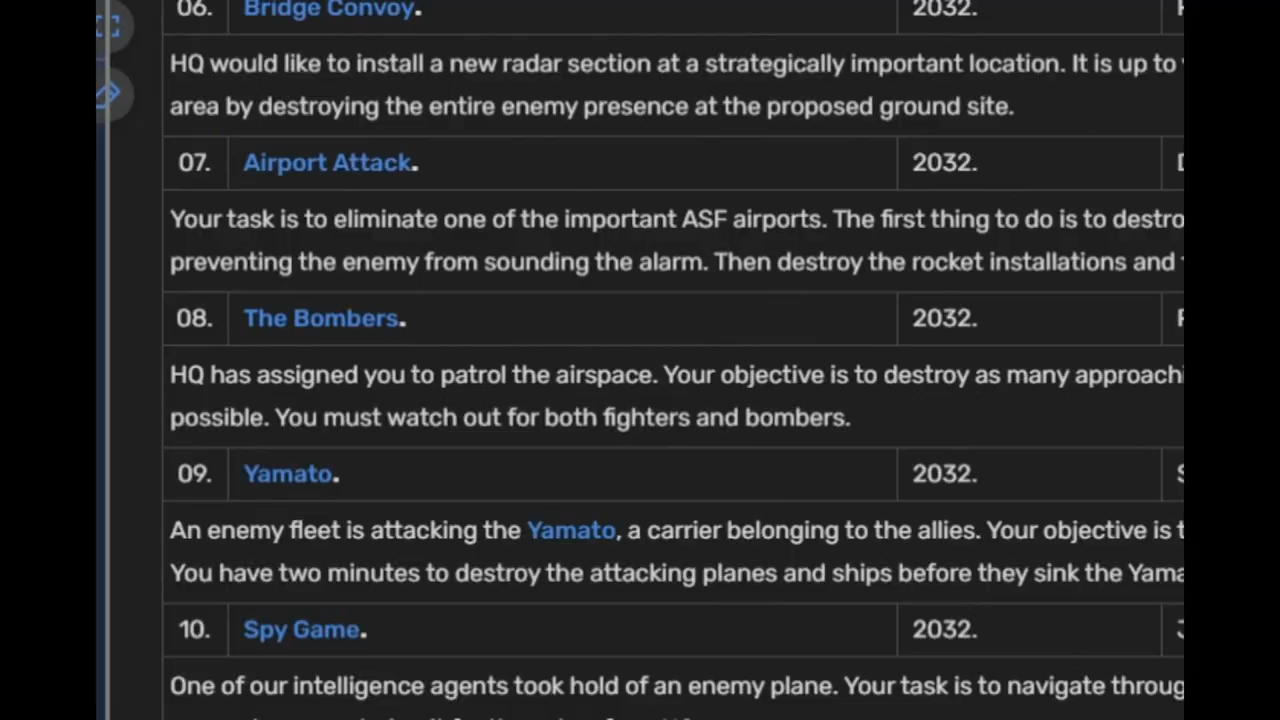 06. Bridge Convoy. 2032.
HQ would like to install a new radar section at a strategically important location. It is up to
area by destroying the entire enemy presence at the proposed ground site.
07. Airport Attack. 2032.
Your task is to eliminate one of the important ASF airports. The first thing to do is to destro
preventing the enemy from sounding the alarm. Then destroy the rocket installations and
08. The Bombers. 2032.
HQ has assigned you to patrol the airspace. Your objective is to destroy as many approachi
possible. You must watch out for both fighters and bombers.
09. Yamato. 2032.
An enemy fleet is attacking the Yamato, a carrier belonging to the allies. Your objective is t
You have two minutes to destroy the attacking planes and ships before they sink the Yama
10. Spy Game. 2032.
One of our intelligence agents took hold of an enemy plane. Your task is to navigate throug